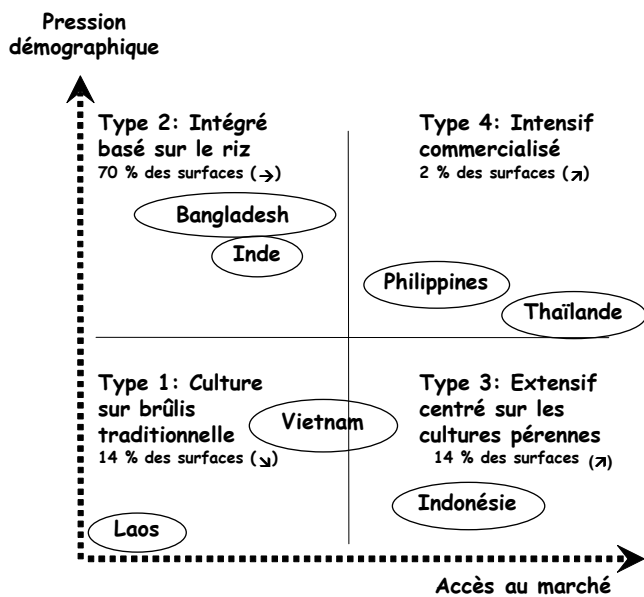 Pression
démographique
Type 2: Intégré
basé sur le riz
70 % des surfaces (→)
Type 4: Intensif
commercialisé
2 % des surfaces (↗)
Bangladesh
Inde
Philippines
Thaïlande
Type 1: Culture
sur brûlis
traditionnelle
14 % des surfaces (↘)
Type 3: Extensif
centré sur les
cultures pérennes
14 % des surfaces (↗)
Vietnam
Indonésie
Laos
Accès au marché